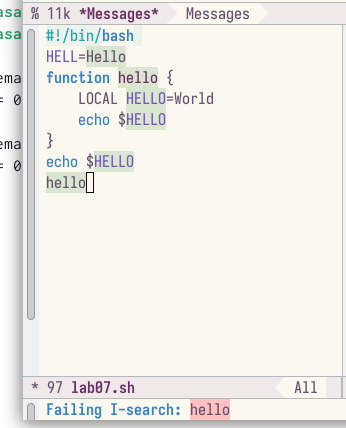 asa
% 11k *Messages* Messages
#!/bin/bash
asa
HELL=Hello
function hello {
LOCAL HELLO=World
ema
= 0
echo $HELLO
}
ema
echo $HELLO
= 0
hello
* 97 lab07.sh All
Failing I-search: hello